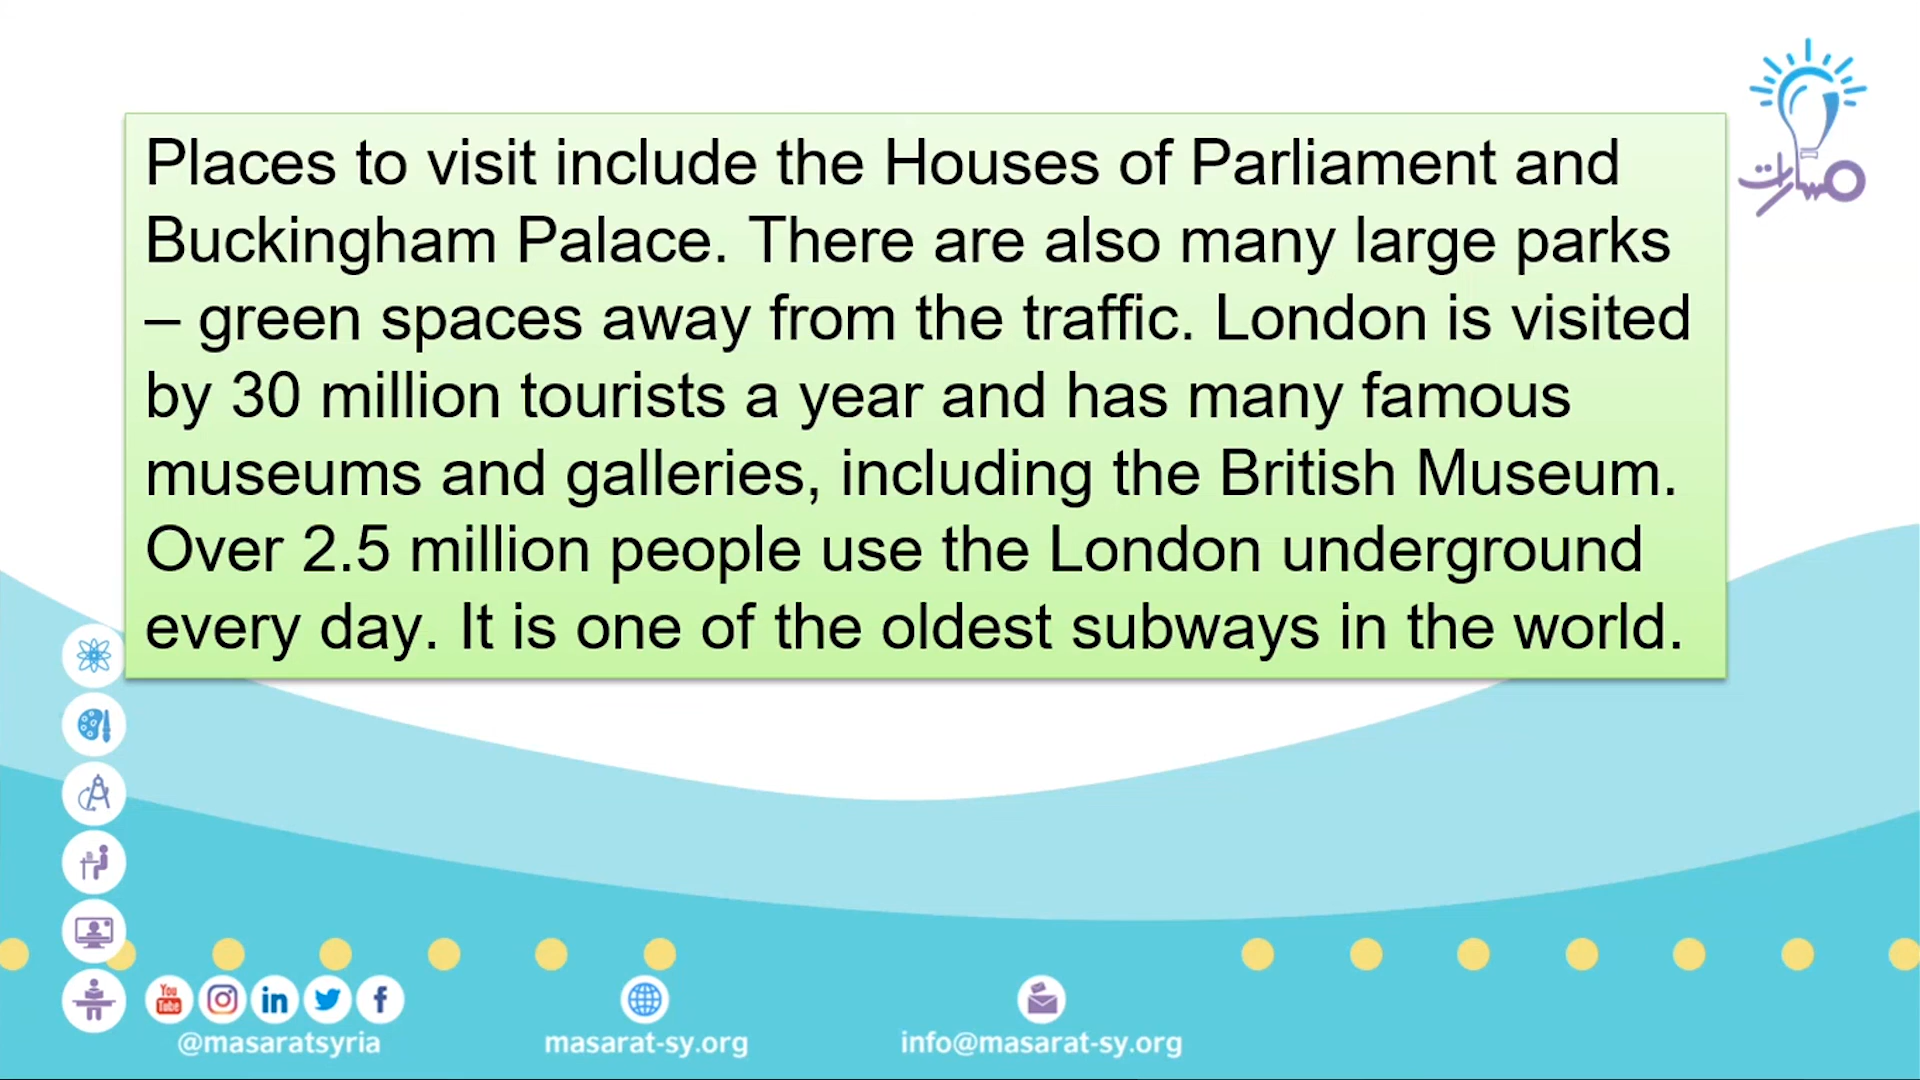 Places to visit include the Houses of Parliament and
Buckingham Palace. There are also many large parks
– green spaces away from the traffic. London is visited
by 30 million tourists a year and has many famous
museums and galleries, including the British Museum.
Over 2.5 million people use the London underground
every day. It is one of the oldest subways in the world.
مسارات
You Tube
@masaratsyria
masarat-sy.org
info@masarat-sy.org